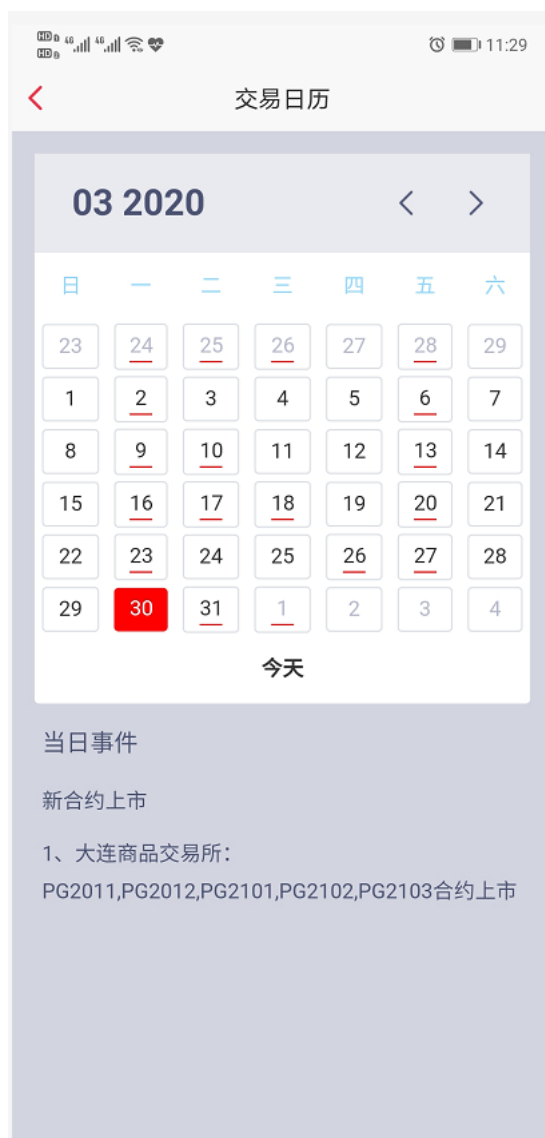 HD 4G 4G 11:29
HD
交易日历
03 2020
日 一 二 三 四 五 六
23 24 25 26 27 28 29
1 2 3 4 5 6 7
8 9 10 11 12 13 14
15 16 17 18 19 20 21
22 23 24 25 26 27 28
29 30 31 1 2 3 4
今天
当日事件
新合约上市
1、大连商品交易所：
PG2011,PG2012,PG2101,PG2102,PG2103合约上市